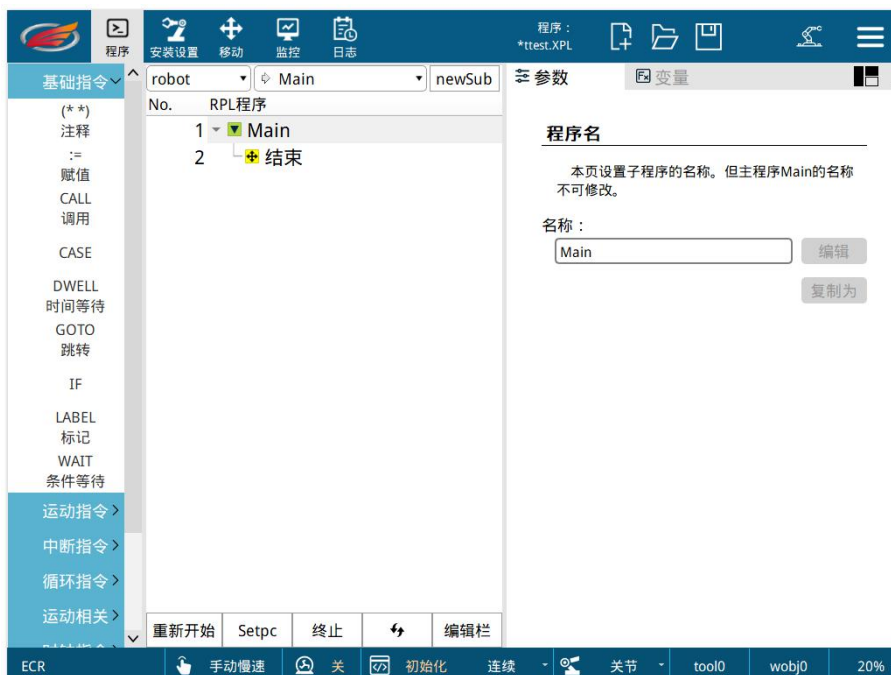 程序
安装设置
移动
监控
日志
程序：
*ttest.XPL
基础指令
(* *)
注释
:=
赋值
CALL
调用
CASE
DWELL
时间等待
GOTO
跳转
IF
LABEL
标记
WAIT
条件等待
运动指令
中断指令
循环指令
运动相关
robot
Main
newSub
No. RPL程序
1 Main
2 结束
重新开始 Setpc 终止 编辑栏
参数 变量
程序名
本页设置子程序的名称。但主程序Main的名称
不可修改。
名称：
Main 编辑
复制为
ECR 手动慢速 关 初始化 连续 关节 tool0 wobj0 20%